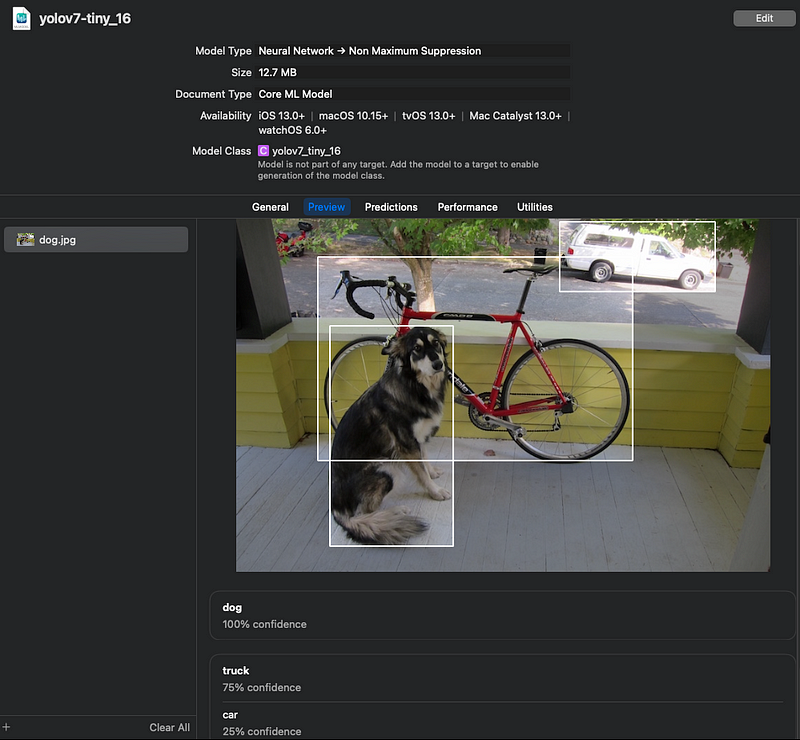 yolov7-tiny_16
Edit
Model Type Neural Network → Non Maximum Suppression
Size 12.7 MB
Document Type Core ML Model
Availability iOS 13.0+ | macOS 10.15+ | tvOS 13.0+ | Mac Catalyst 13.0+ |
watchOS 6.0+
Model Class C yolov7_tiny_16
Model is not part of any target. Add the model to a target to enable
generation of the model class.
General Preview Predictions Performance Utilities
dog.jpg
dog
100% confidence
truck
75% confidence
car
25% confidence
+ Clear All